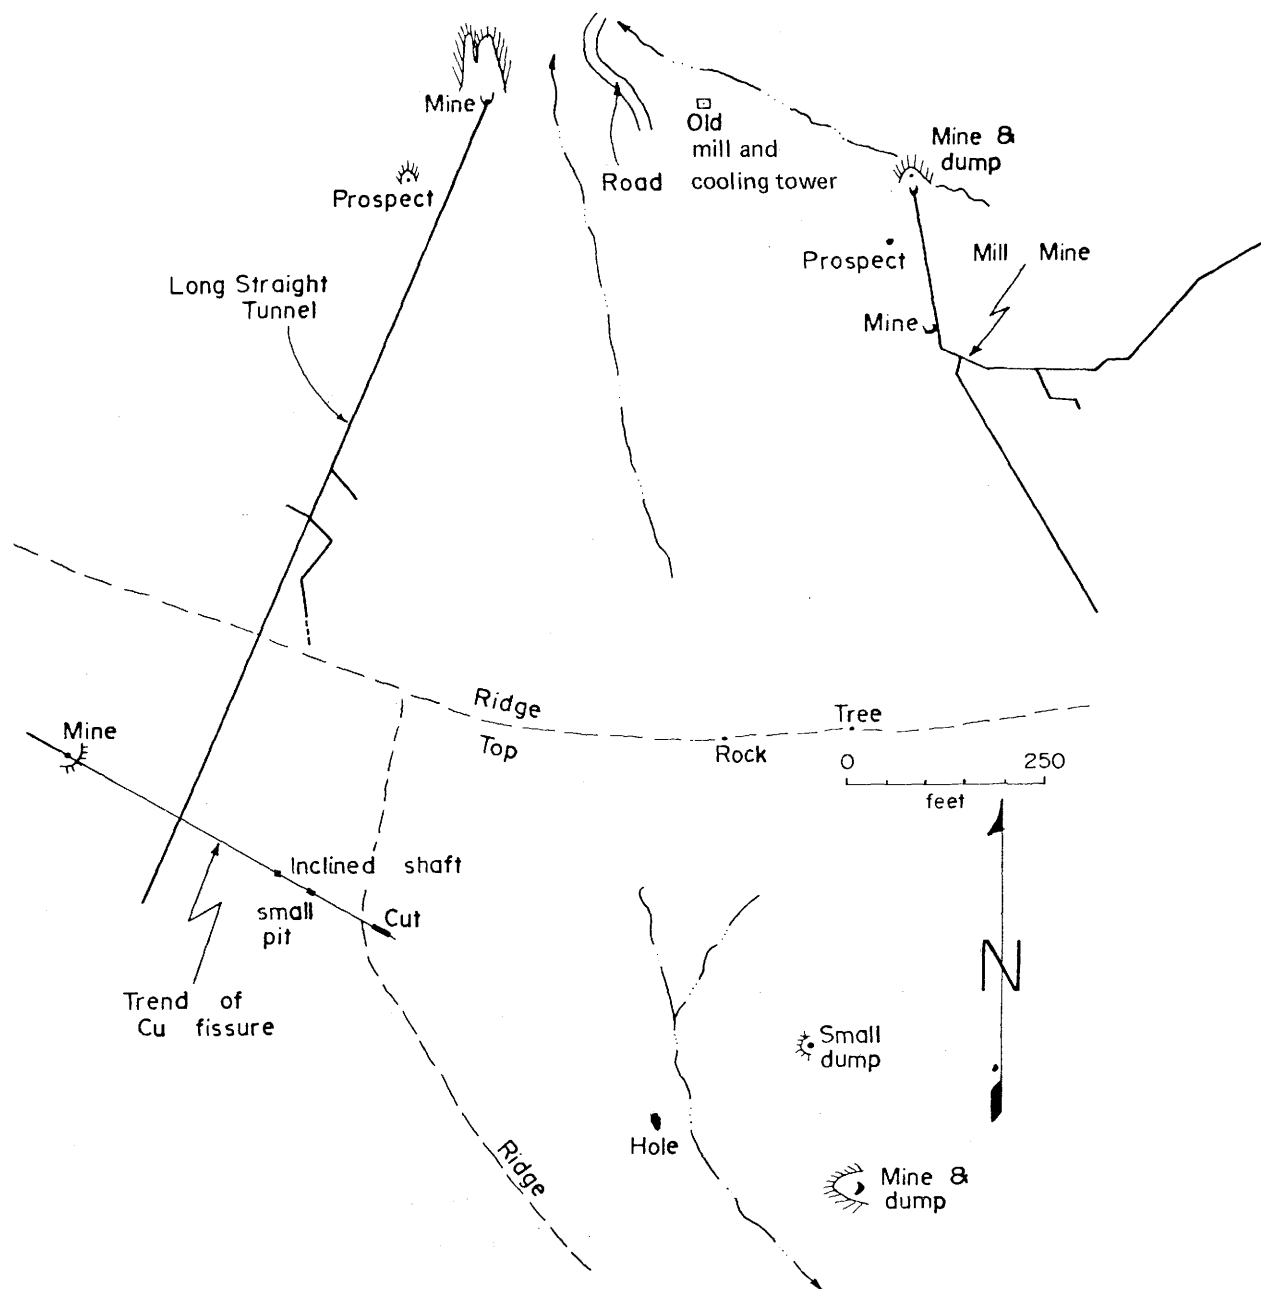 Mine
Prospect
Long Straight
Tunnel
Road
Old
mill and
cooling tower
Mine &
dump
Prospect
Mill Mine
Mine
Ridge
Top
Rock
Tree
0 250
feet
Mine
Inclined shaft
small
pit
Cut
Trend of
Cu fissure
N
Small
dump
Hole
Ridge
Mine &
dump